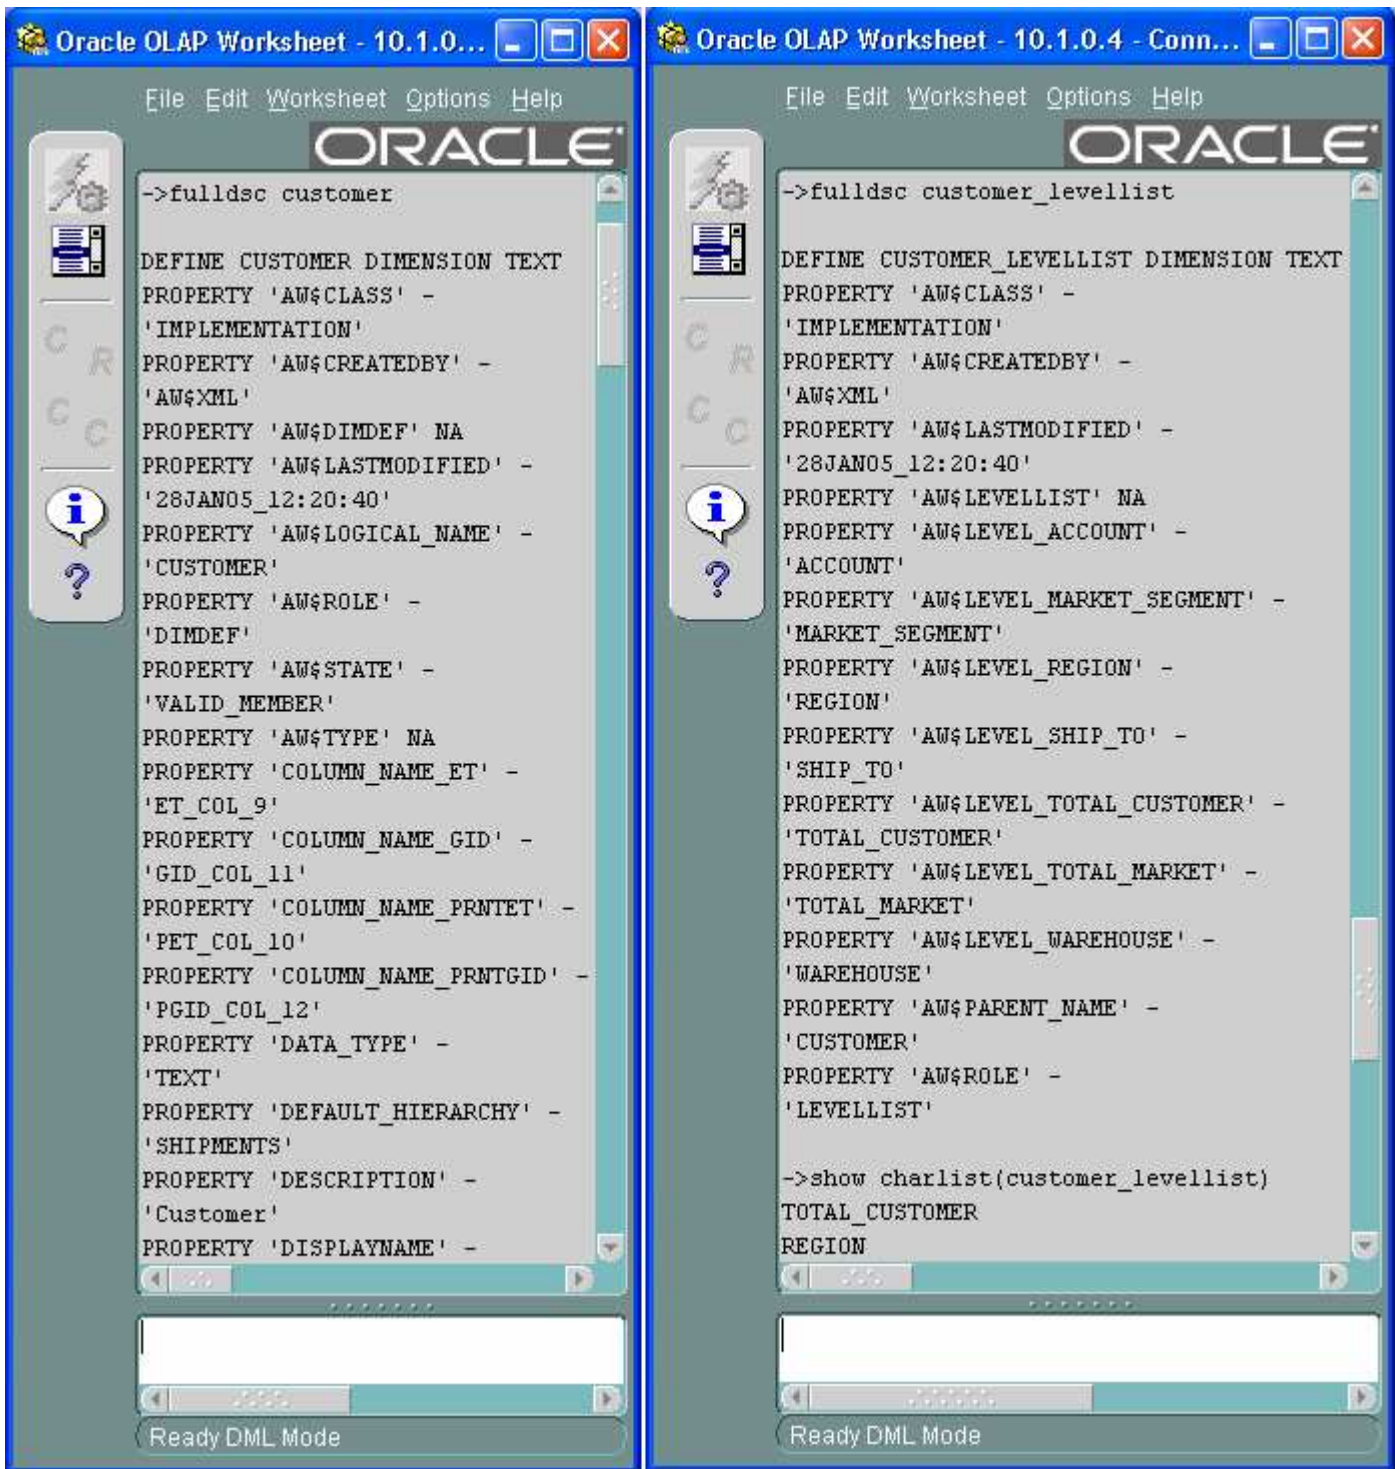 Oracle OLAP Worksheet - 10.1.0...
File Edit Worksheet Options Help
ORACLE
->fulldsc customer
DEFINE CUSTOMER DIMENSION TEXT
PROPERTY 'AW$CLASS' -
'IMPLEMENTATION'
PROPERTY 'AW$CREATEDBY' -
'AW$XML'
PROPERTY 'AW$DIMDEF' NA
PROPERTY 'AW$LASTMODIFIED' -
'28JAN05_12:20:40'
PROPERTY 'AW$LOGICAL_NAME' -
'CUSTOMER'
PROPERTY 'AW$ROLE' -
'DIMDEF'
PROPERTY 'AW$STATE' -
'VALID_MEMBER'
PROPERTY 'AW$TYPE' NA
PROPERTY 'COLUMN_NAME_ET' -
'ET_COL_9'
PROPERTY 'COLUMN_NAME_GID' -
'GID_COL_11'
PROPERTY 'COLUMN_NAME_PRNTET' -
'PET_COL_10'
PROPERTY 'COLUMN_NAME_PRNTGID' -
'PGID_COL_12'
PROPERTY 'DATA_TYPE' -
'TEXT'
PROPERTY 'DEFAULT_HIERARCHY' -
'SHIPMENTS'
PROPERTY 'DESCRIPTION' -
'Customer'
PROPERTY 'DISPLAYNAME' -
C R
C C
i
?
Ready DML Mode
Oracle OLAP Worksheet - 10.1.0.4 - Conn...
File Edit Worksheet Options Help
ORACLE
->fulldsc customer_levellist
DEFINE CUSTOMER_LEVELLIST DIMENSION TEXT
PROPERTY 'AW$CLASS' -
'IMPLEMENTATION'
PROPERTY 'AW$CREATEDBY' -
'AW$XML'
PROPERTY 'AW$LASTMODIFIED' -
'28JAN05_12:20:40'
PROPERTY 'AW$LEVELLIST' NA
PROPERTY 'AW$LEVEL_ACCOUNT' -
'ACCOUNT'
PROPERTY 'AW$LEVEL_MARKET_SEGMENT' -
'MARKET_SEGMENT'
PROPERTY 'AW$LEVEL_REGION' -
'REGION'
PROPERTY 'AW$LEVEL_SHIP_TO' -
'SHIP_TO'
PROPERTY 'AW$LEVEL_TOTAL_CUSTOMER' -
'TOTAL_CUSTOMER'
PROPERTY 'AW$LEVEL_TOTAL_MARKET' -
'TOTAL_MARKET'
PROPERTY 'AW$LEVEL_WAREHOUSE' -
'WAREHOUSE'
PROPERTY 'AW$PARENT_NAME' -
'CUSTOMER'
PROPERTY 'AW$ROLE' -
'LEVELLIST'
->show charlist(customer_levellist)
TOTAL_CUSTOMER
REGION
C R
C C
i
?
Ready DML Mode